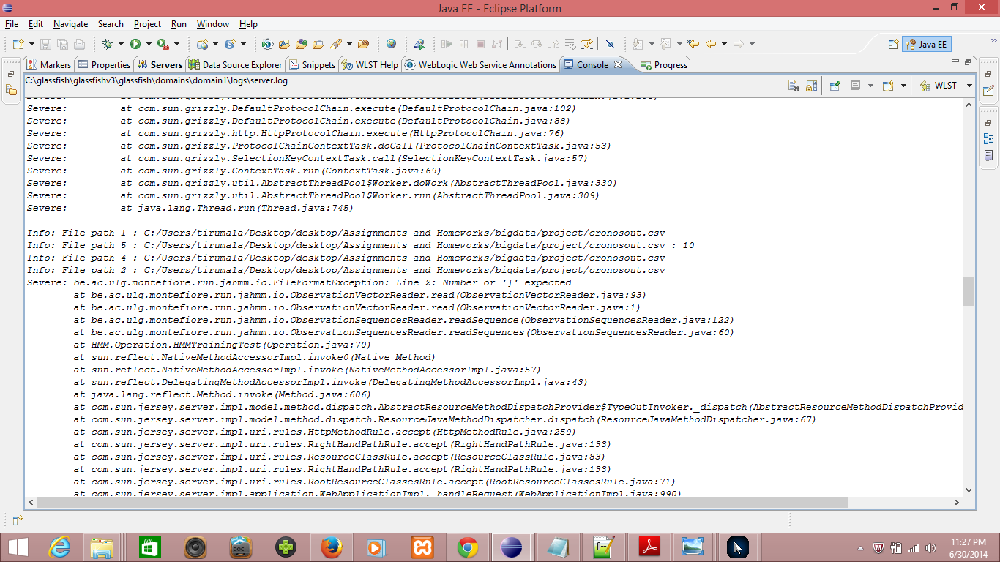 Java EE - Eclipse Platform
File Edit Navigate Search Project Run Window Help
Java EE
Markers Properties Servers Data Source Explorer Snippets WLST Help WebLogic Web Service Annotations Console Progress
C:\glassfish\glassfishv3\glassfish\domains\domain1\logs\server.log
WLST
Severe: at com.sun.grizzly.DefaultProtocolChain.execute(DefaultProtocolChain.java:102)
Severe: at com.sun.grizzly.DefaultProtocolChain.execute(DefaultProtocolChain.java:88)
Severe: at com.sun.grizzly.http.HttpProtocolChain.execute(HttpProtocolChain.java:76)
Severe: at com.sun.grizzly.ProtocolChainContextTask.doCall(ProtocolChainContextTask.java:53)
Severe: at com.sun.grizzly.SelectionKeyContextTask.call(SelectionKeyContextTask.java:57)
Severe: at com.sun.grizzly.ContextTask.run(ContextTask.java:69)
Severe: at com.sun.grizzly.util.AbstractThreadPool$Worker.doWork(AbstractThreadPool.java:330)
Severe: at com.sun.grizzly.util.AbstractThreadPool$Worker.run(AbstractThreadPool.java:309)
Severe: at java.lang.Thread.run(Thread.java:745)
Info: File path 1 : C:/Users/tirumala/Desktop/desktop/Assignments and Homeworks/bigdata/project/cronosout.csv
Info: File path 5 : C:/Users/tirumala/Desktop/desktop/Assignments and Homeworks/bigdata/project/cronosout.csv : 10
Info: File path 4 : C:/Users/tirumala/Desktop/desktop/Assignments and Homeworks/bigdata/project/cronosout.csv
Info: File path 2 : C:/Users/tirumala/Desktop/desktop/Assignments and Homeworks/bigdata/project/cronosout.csv
Severe: be.ac.ulg.montefiore.run.jahmm.io.FileFormatException: Line 2: Number or ']' expected
at be.ac.ulg.montefiore.run.jahmm.io.ObservationVectorReader.read(ObservationVectorReader.java:93)
at be.ac.ulg.montefiore.run.jahmm.io.ObservationVectorReader.read(ObservationVectorReader.java:1)
at be.ac.ulg.montefiore.run.jahmm.io.ObservationSequencesReader.readSequence(ObservationSequencesReader.java:122)
at be.ac.ulg.montefiore.run.jahmm.io.ObservationSequencesReader.readSequences(ObservationSequencesReader.java:60)
at HMM.Operation.HMMTrainingTest(Operation.java:70)
at sun.reflect.NativeMethodAccessorImpl.invoke0(Native Method)
at sun.reflect.NativeMethodAccessorImpl.invoke(NativeMethodAccessorImpl.java:57)
at sun.reflect.DelegatingMethodAccessorImpl.invoke(DelegatingMethodAccessorImpl.java:43)
at java.lang.reflect.Method.invoke(Method.java:606)
at com.sun.jersey.server.impl.model.method.dispatch.AbstractResourceMethodDispatchProvider$TypeOutInvoker._dispatch(AbstractResourceMethodDispatchProvid
at com.sun.jersey.server.impl.model.method.dispatch.ResourceJavaMethodDispatcher.dispatch(ResourceJavaMethodDispatcher.java:67)
at com.sun.jersey.server.impl.uri.rules.HttpMethodRule.accept(HttpMethodRule.java:259)
at com.sun.jersey.server.impl.uri.rules.RightHandPathRule.accept(RightHandPathRule.java:133)
at com.sun.jersey.server.impl.uri.rules.ResourceClassRule.accept(ResourceClassRule.java:83)
at com.sun.jersey.server.impl.uri.rules.RightHandPathRule.accept(RightHandPathRule.java:133)
at com.sun.jersey.server.impl.uri.rules.RootResourceClassesRule.accept(RootResourceClassesRule.java:71)
at com.sun.jersey.server.impl.application.WebApplicationImpl._handleRequest(WebApplicationImpl.java:990)
11:27 PM
6/30/2014